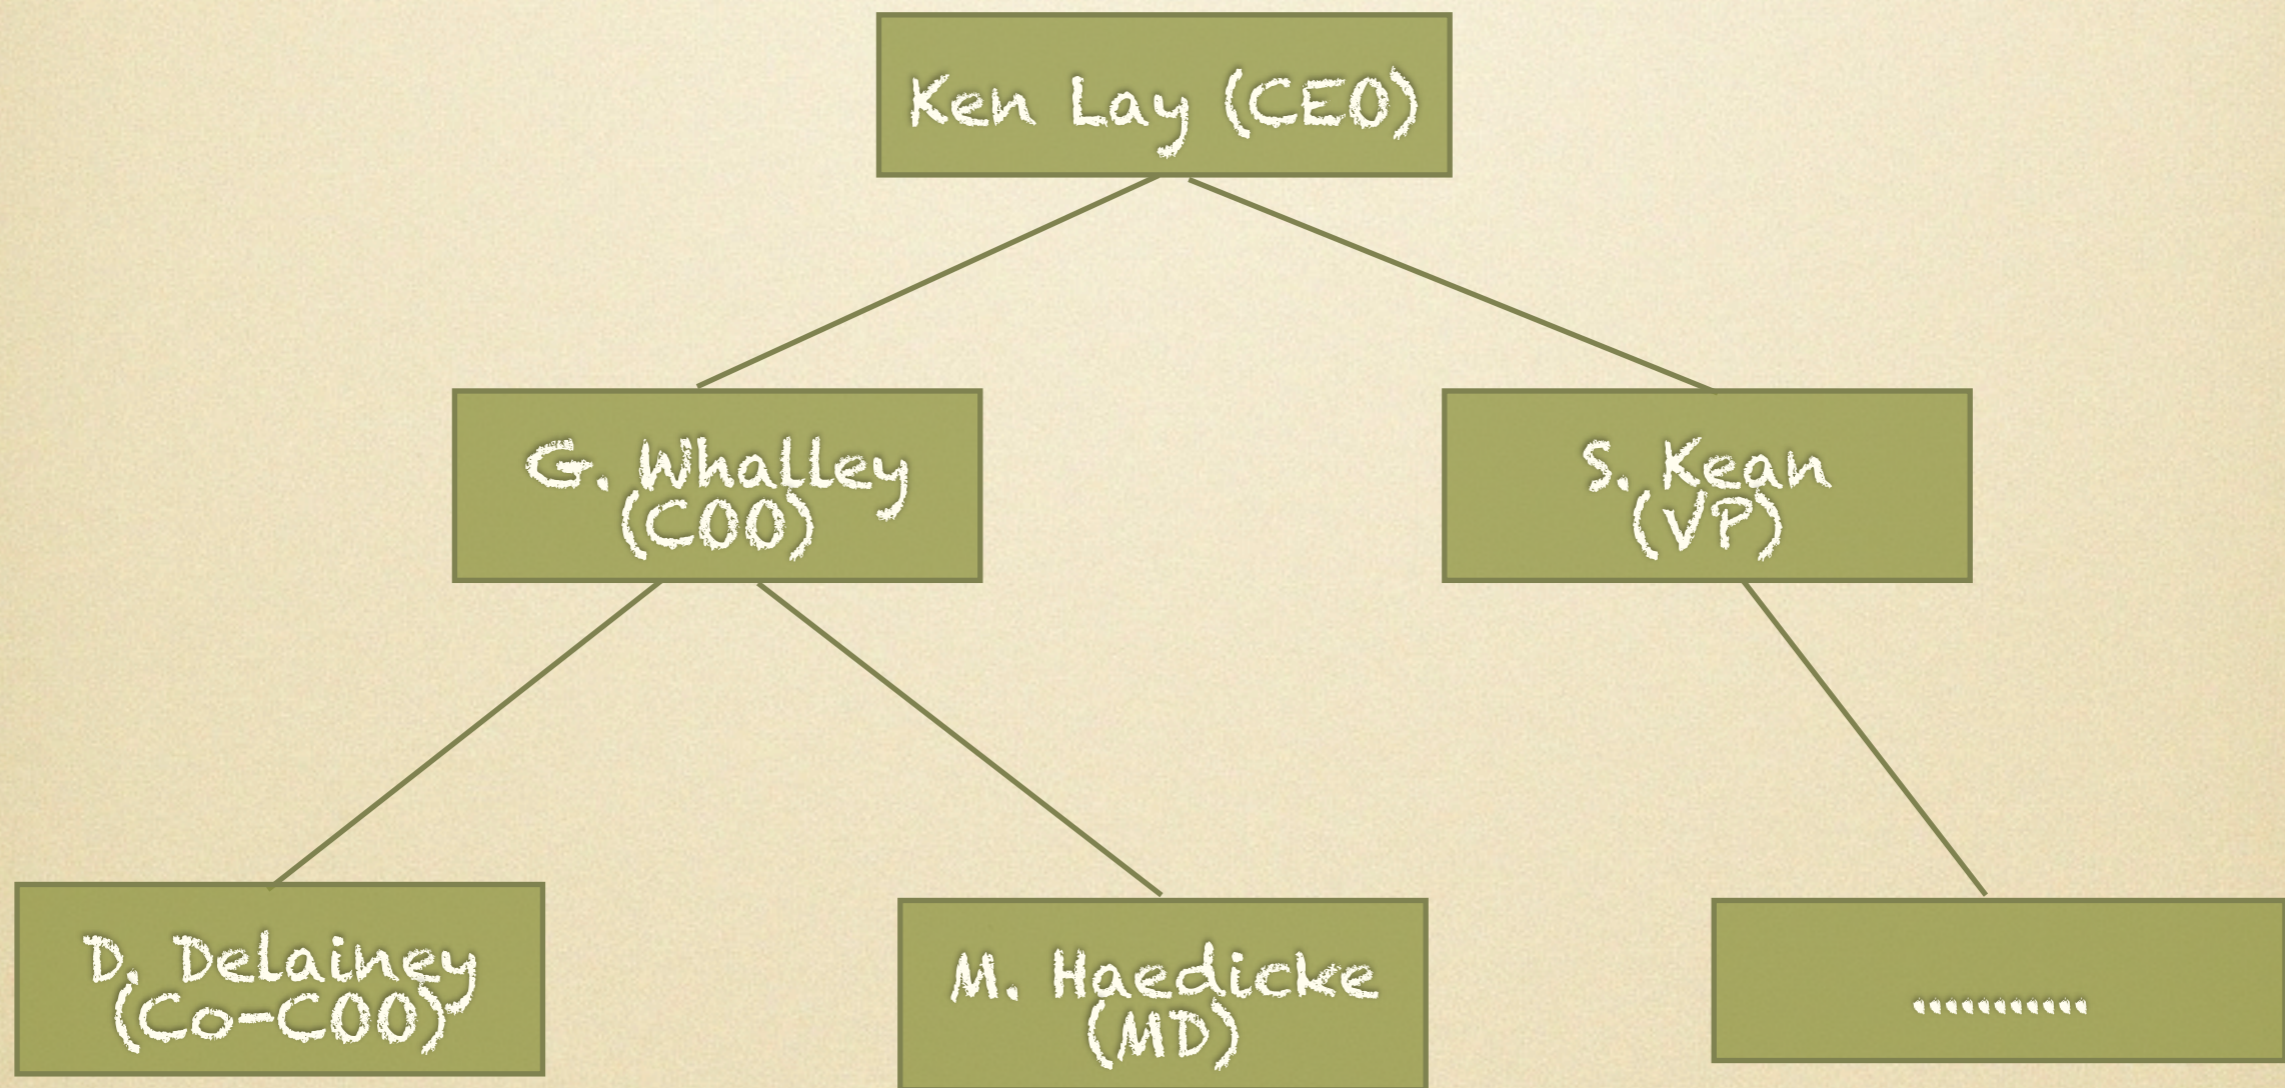 Ken Lay (CEO)
G. Whalley
(COO)
S. Kean
(VP)
D. Delainey
(Co-COO)
M. Haedicke
(MD)
...........